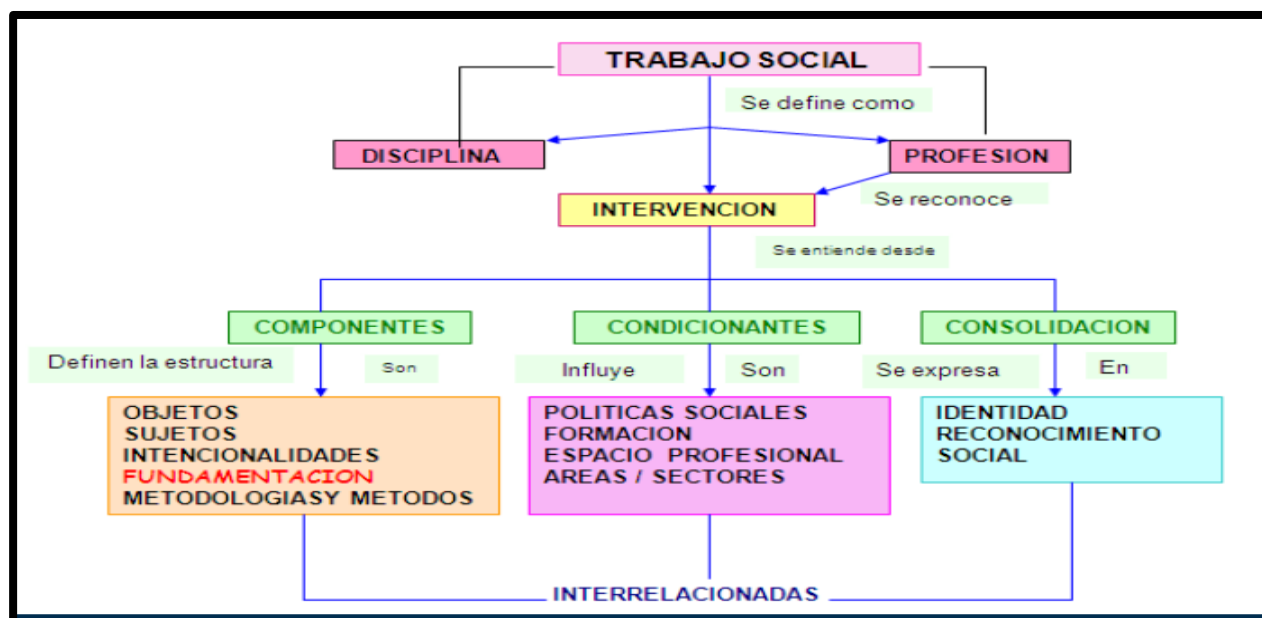 TRABAJO SOCIAL
Se define como
DISCIPLINA
PROFESION
Se reconoce
INTERVENCION
Se entiende desde
COMPONENTES
CONDICIONANTES
CONSOLIDACION
Definen la estructura
Son
Influye
Son
Se expresa
En
OBJETOS
SUJETOS
INTENCIONALIDADES
FUNDAMENTACION
METODOLOGIASY METODOS
POLITICAS SOCIALES
FORMACION
ESPACIO PROFESIONAL
AREAS / SECTORES
IDENTIDAD
RECONOCIMIENTO
SOCIAL
INTERRELACIONADAS